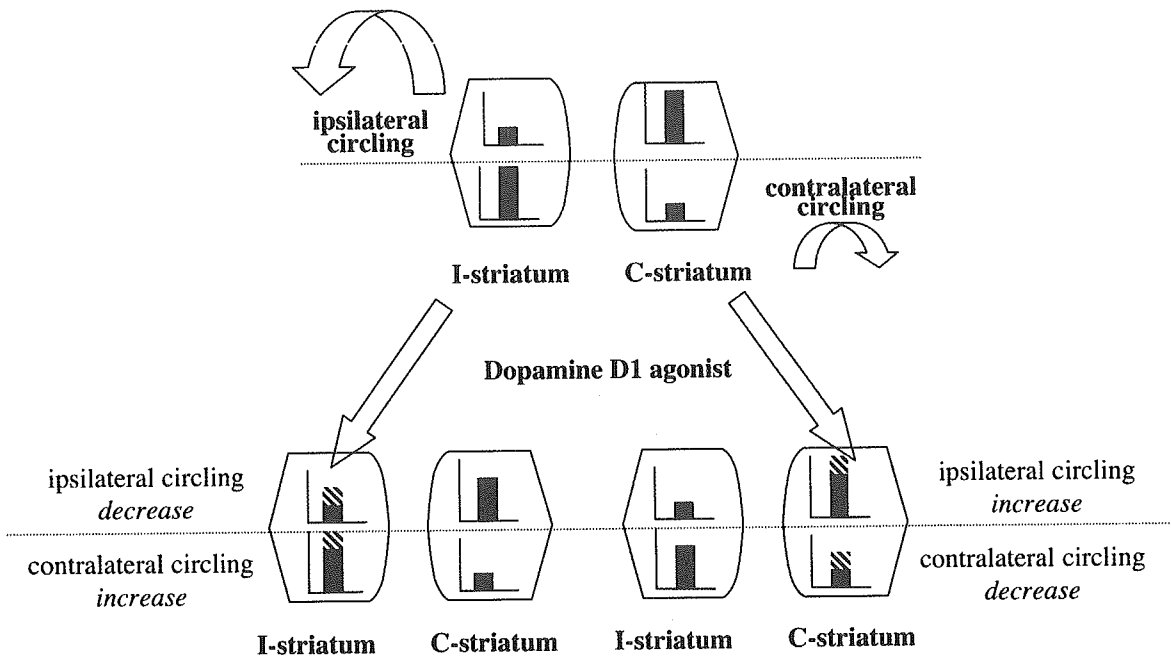 ipsilateral
circling
contralateral
circling
I-striatum
C-striatum
Dopamine D1 agonist
ipsilateral circling
decrease
ipsilateral circling
increase
contralateral circling
increase
contralateral circling
decrease
I-striatum
C-striatum
I-striatum
C-striatum